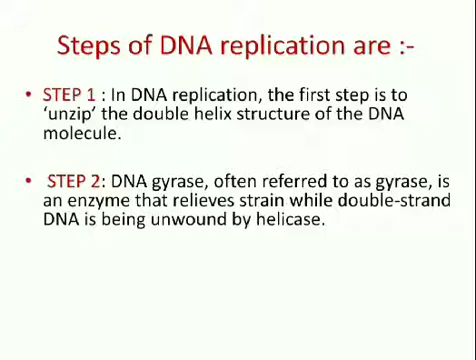 Steps of DNA replication are :-
• STEP 1 : In DNA replication, the first step is to
‘unzip’ the double helix structure of the DNA
molecule.
• STEP 2: DNA gyrase, often referred to as gyrase, is
an enzyme that relieves strain while double-strand
DNA is being unwound by helicase.